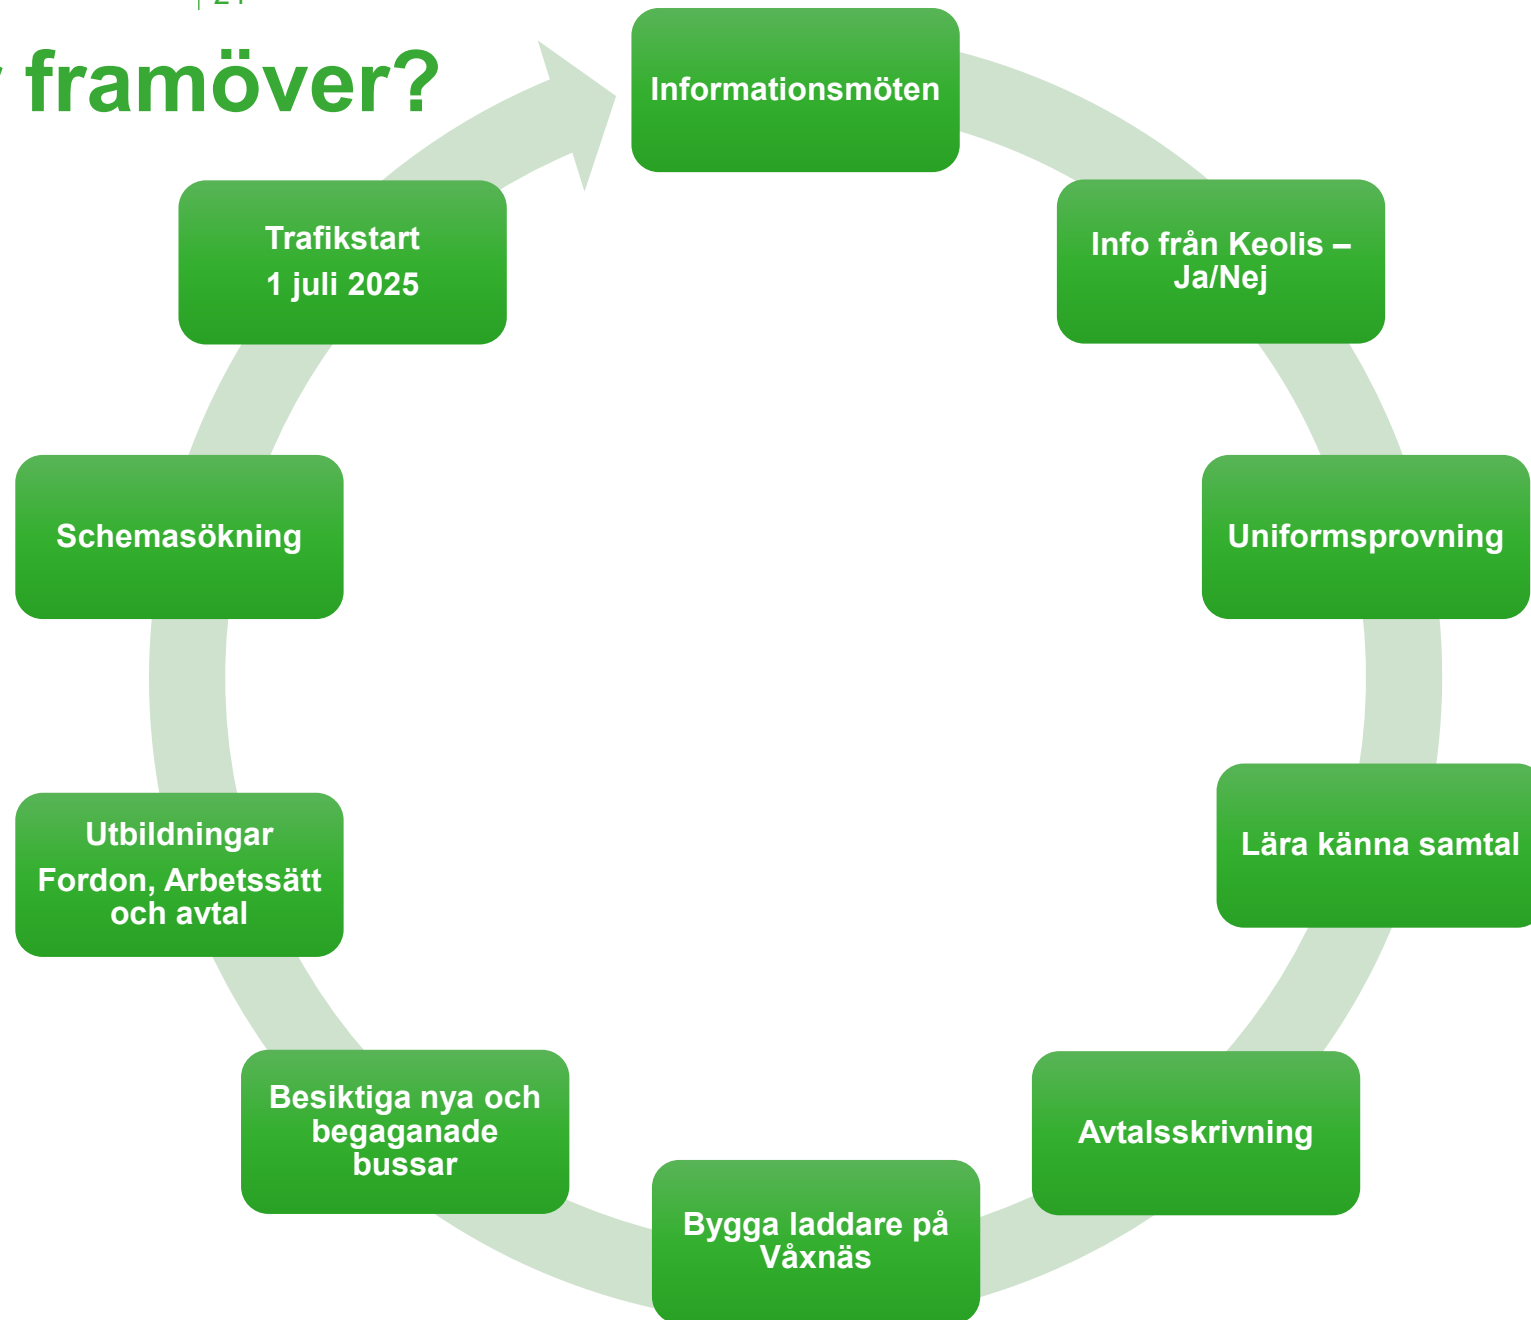 framöver?
Informationsmöten
Info från Keolis –
Ja/Nej
Uniformsprovning
Lära känna samtal
Avtalsskrivning
Bygga laddare på
Våxnäs
Besiktiga nya och
begaganade
bussar
Utbildningar
Fordon, Arbetssätt
och avtal
Schemasökning
Trafikstart
1 juli 2025